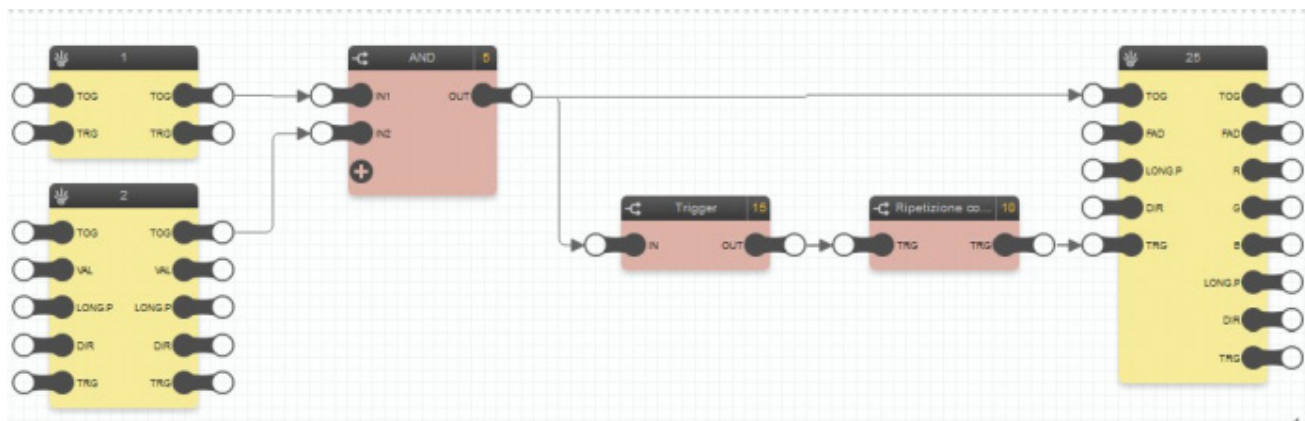 1
TOG TOG
TRG TRG
2
TOG TOG
VAL VAL
LONG.P LONG.P
DIR DIR
TRG TRG
AND 5
IN1 OUT
IN2
Trigger 15
IN OUT
Ripetizione co... 10
TRG TRG
25
TOG TOG
FAD FAD
LONG.P R
DIR G
TRG B
LONG.P
DIR
TRG